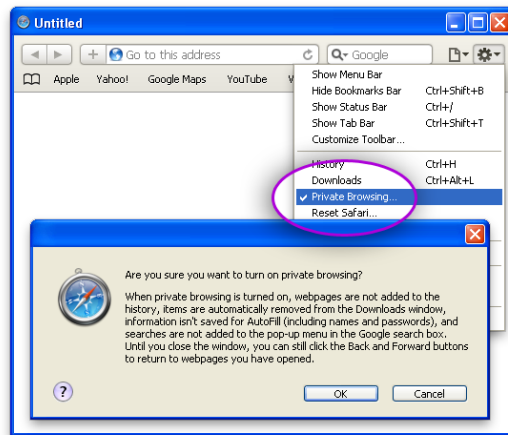 Untitled
Go to this address
Google
Apple Yahoo! Google Maps YouTube
Show Menu Bar
Hide Bookmarks Bar Ctrl+Shift+B
Show Status Bar Ctrl+/
Show Tab Bar Ctrl+Shift+T
Customize Toolbar...
History Ctrl+H
Downloads Ctrl+Alt+L
✓ Private Browsing...
Reset Safari...
Are you sure you want to turn on private browsing?
When private browsing is turned on, webpages are not added to the
history, items are automatically removed from the Downloads window,
information isn't saved for AutoFill (including names and passwords), and
searches are not added to the pop-up menu in the Google search box.
Until you close the window, you can still click the Back and Forward buttons
to return to webpages you have opened.
?
OK Cancel